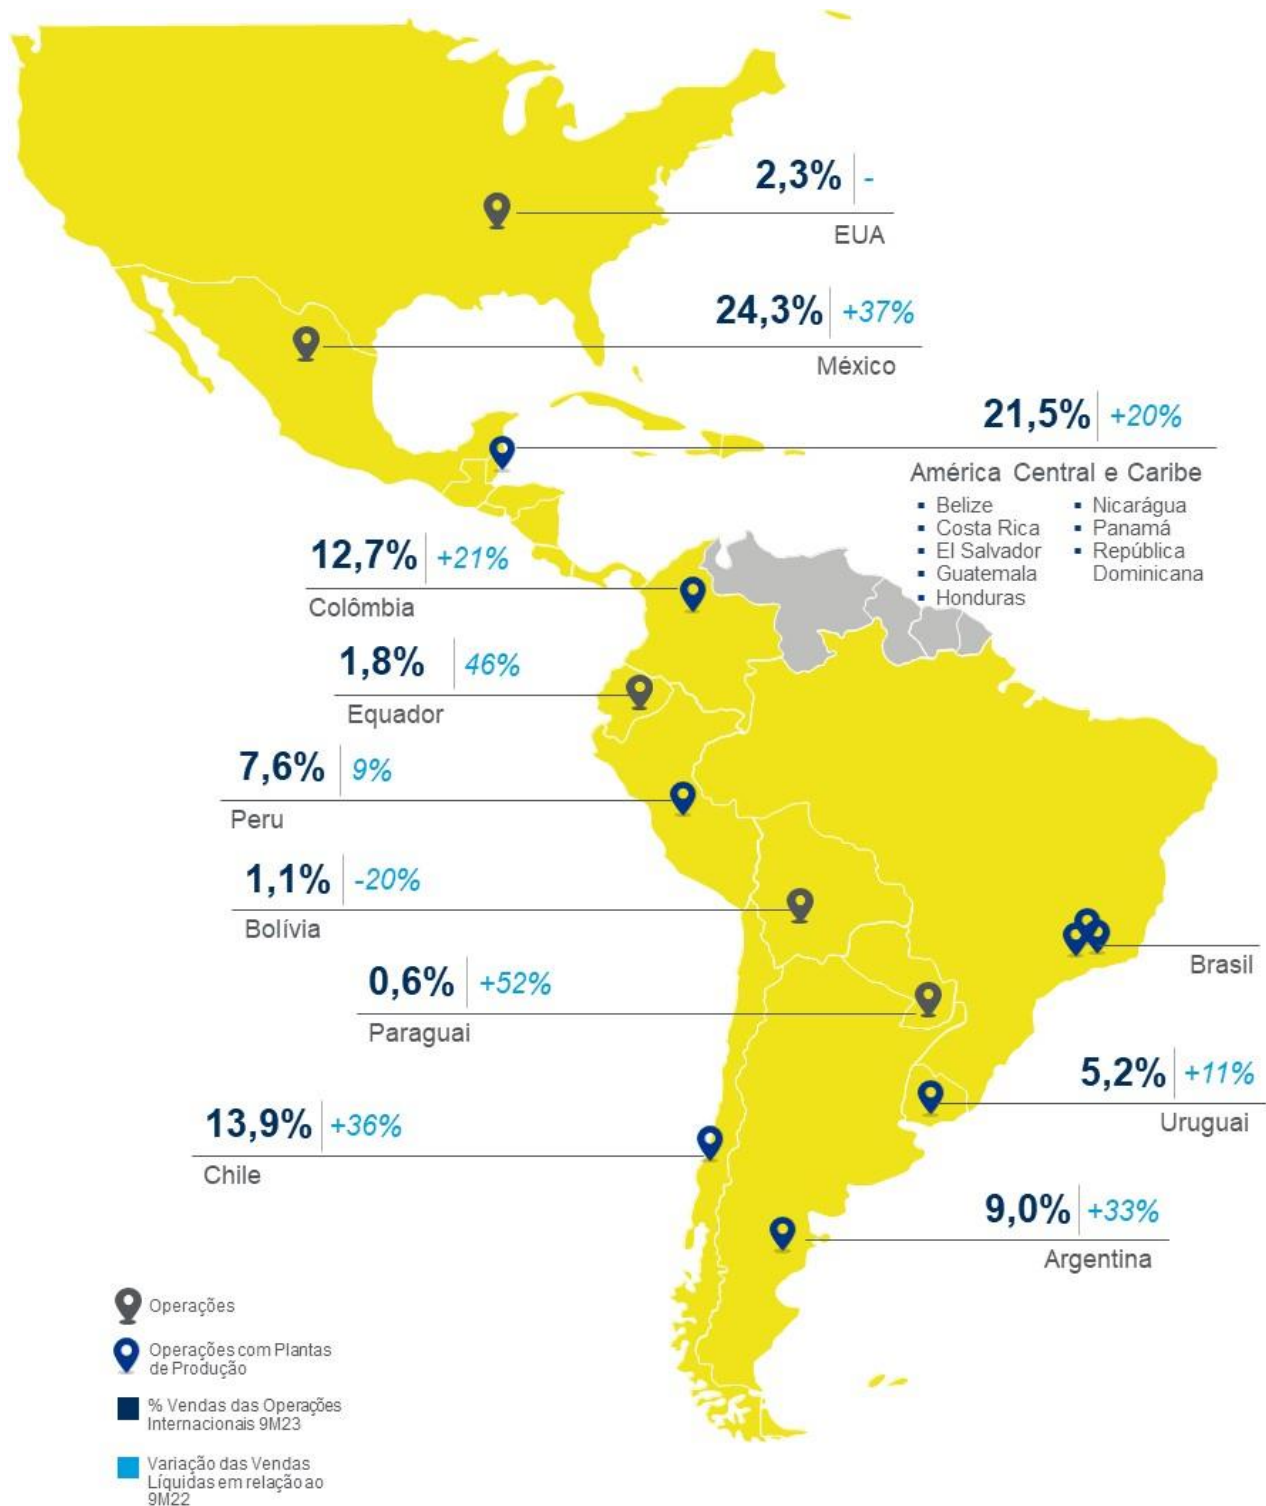 2,3% -
EUA
24,3% +37%
México
21,5% +20%
América Central e Caribe
▪ Belize
▪ Costa Rica
▪ El Salvador
▪ Guatemala
▪ Honduras
▪ Nicarágua
▪ Panamá
▪ República
Dominicana
12,7% +21%
Colômbia
1,8% 46%
Equador
7,6% 9%
Peru
1,1% -20%
Bolívia
Brasil
0,6% +52%
Paraguai
5,2% +11%
Uruguai
13,9% +36%
Chile
9,0% +33%
Argentina
Operações
Operações com Plantas
de Produção
% Vendas das Operações
Internacionais 9M23
Variação das Vendas
Líquidas em relação ao
9M22